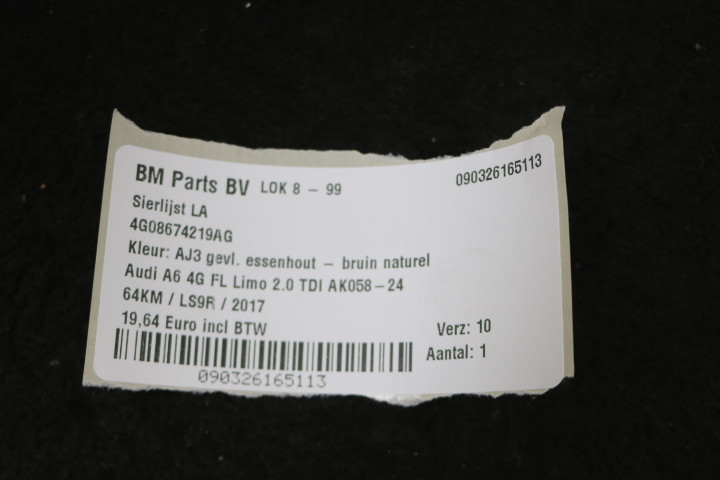 BM Parts BV LOK 8 - 99 090326165113
Sierlijst LA
4G08674219AG
Kleur: AJ3 gevl. essenhout - bruin naturel
Audi A6 4G FL Limo 2.0 TDI AK058-24
64KM / LS9R / 2017
19,64 Euro incl BTW Verz: 10
Aantal: 1
090326165113